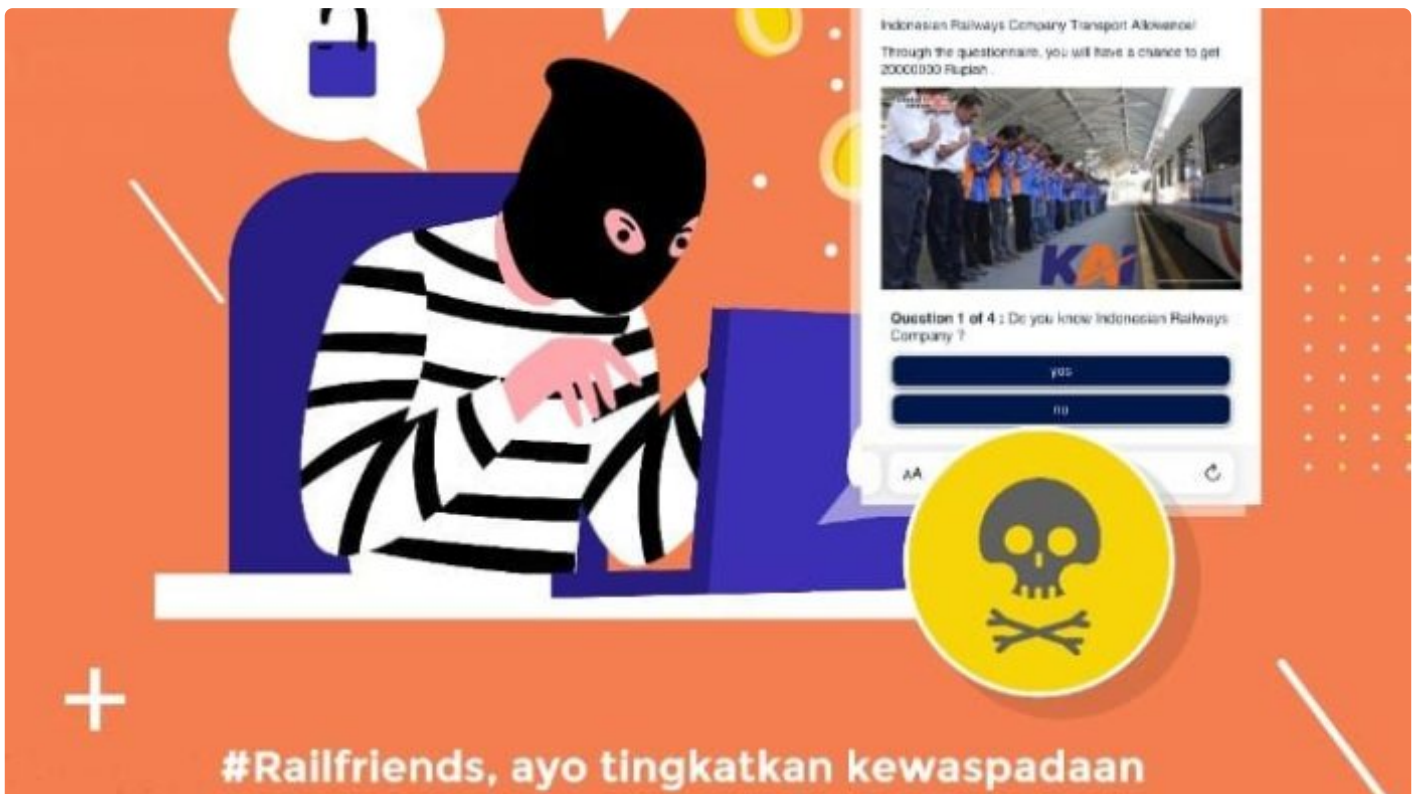 Indonesian Railways Company Transport Allowence!
Through the questionnaire, you will have a chance to get
20000000 Rupiah .
KAI
Question 1 of 4 : Do you know Indonesian Railways
Company ?
yes
no
AA
#Railfriends, ayo tingkatkan kewaspadaan